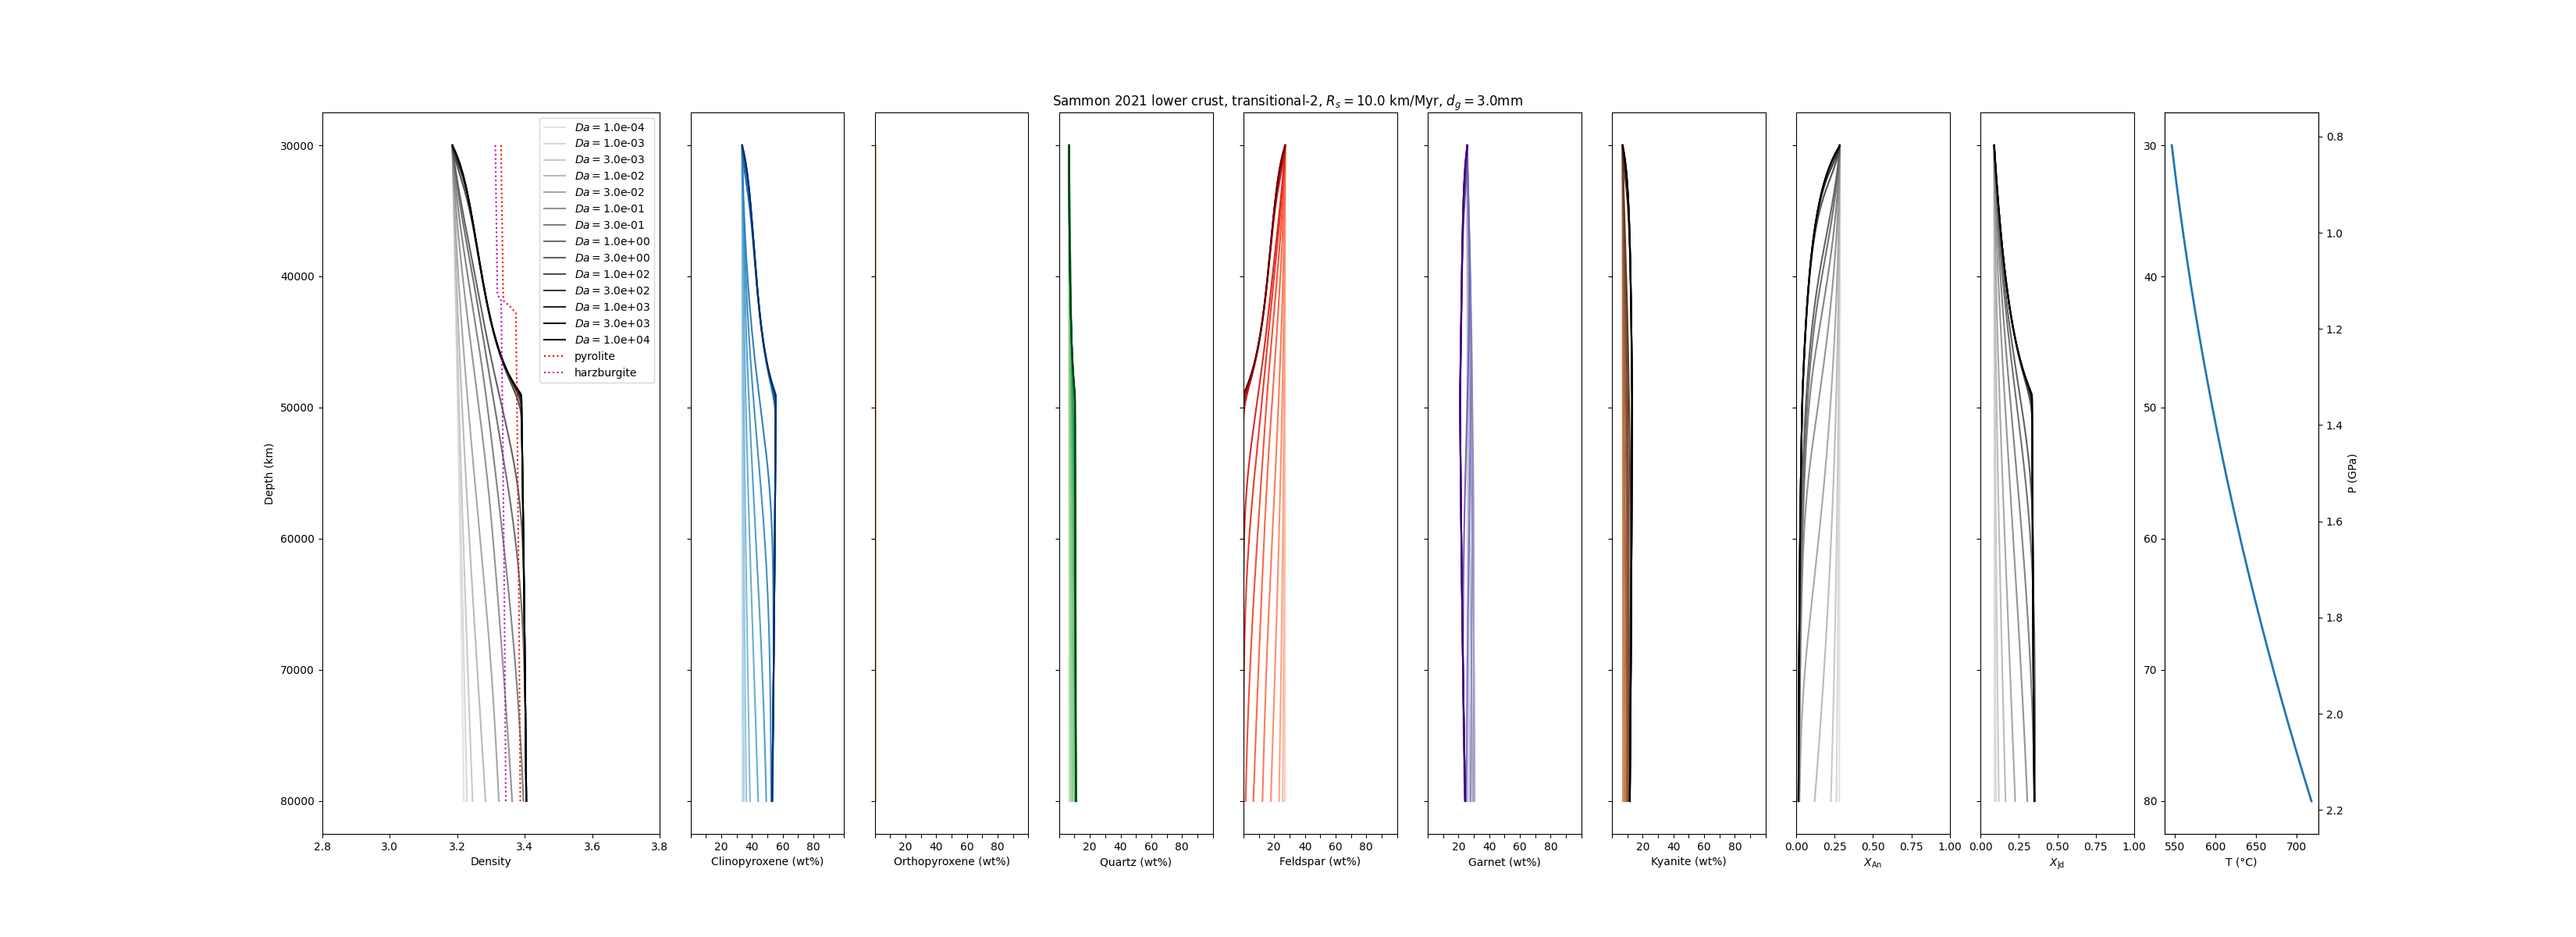 Sammon 2021 lower crust, transitional-2, R_s = 10.0 km/Myr, d_g = 3.0mm
Da = 1.0e-04
Da = 1.0e-03
Da = 3.0e-03
Da = 1.0e-02
Da = 3.0e-02
Da = 1.0e-01
Da = 3.0e-01
Da = 1.0e+00
Da = 3.0e+00
Da = 1.0e+02
Da = 3.0e+02
Da = 1.0e+03
Da = 3.0e+03
Da = 1.0e+04
pyrolite
harzburgite
Depth (km)
30000
40000
50000
60000
70000
80000
2.8 3.0 3.2 3.4 3.6 3.8
Density
20 40 60 80
Clinopyroxene (wt%)
20 40 60 80
Orthopyroxene (wt%)
20 40 60 80
Quartz (wt%)
20 40 60 80
Feldspar (wt%)
20 40 60 80
Garnet (wt%)
20 40 60 80
Kyanite (wt%)
0.00 0.25 0.50 0.75 1.00
X_An
0.00 0.25 0.50 0.75 1.00
X_Jd
30
40
50
60
70
80
550 600 650 700
T (°C)
0.8
1.0
1.2
1.4
1.6
1.8
2.0
2.2
P (GPa)